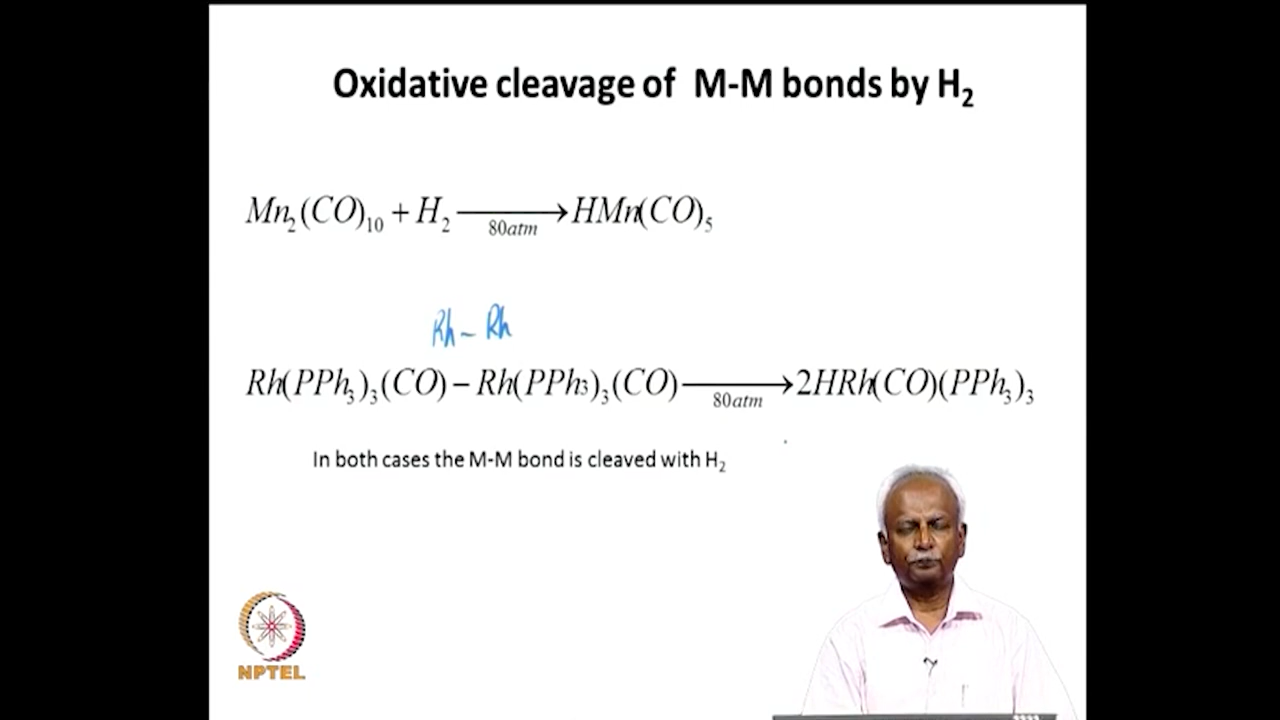 Oxidative cleavage of M-M bonds by H₂
Mn₂(CO)₁₀ + H₂ ⟶ HMn(CO)₅
80atm
Rh – Rh
Rh(PPh₃)₃(CO) – Rh(PPh₃)₃(CO) ⟶ 2HRh(CO)(PPh₃)₃
80atm
In both cases the M-M bond is cleaved with H₂
NPTEL